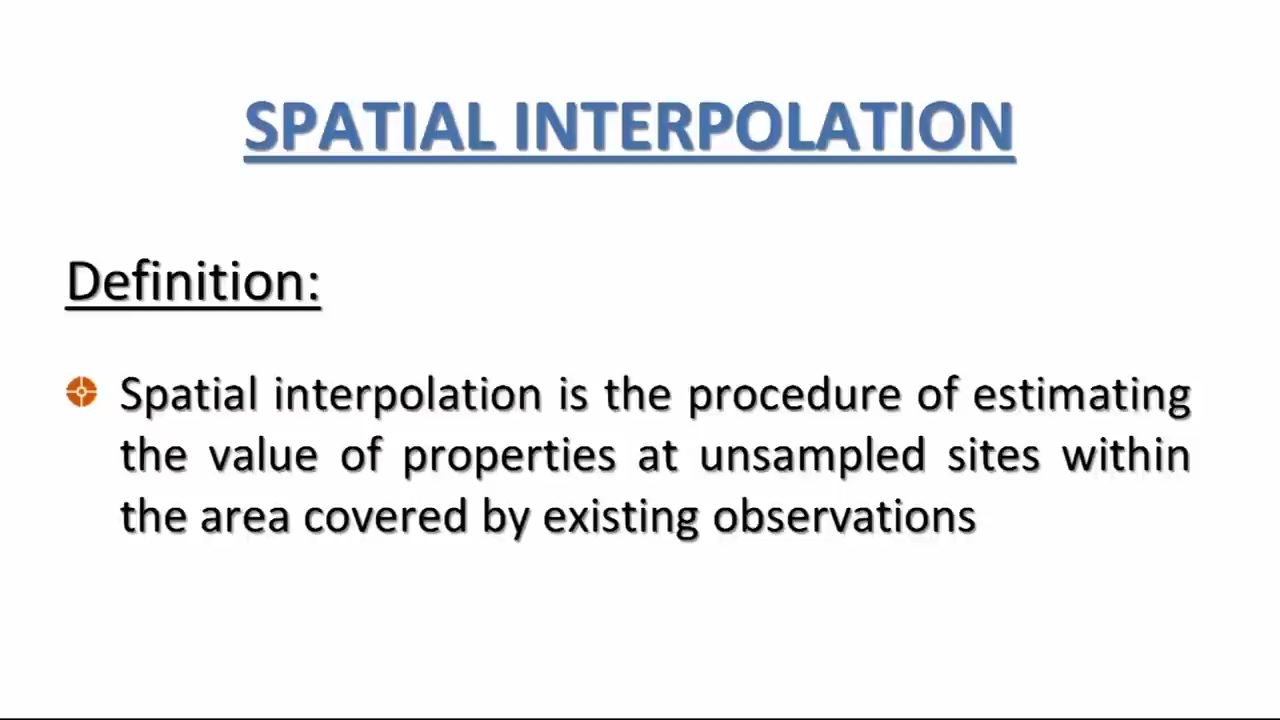 SPATIAL INTERPOLATION
Definition:
Spatial interpolation is the procedure of estimating
the value of properties at unsampled sites within
the area covered by existing observations